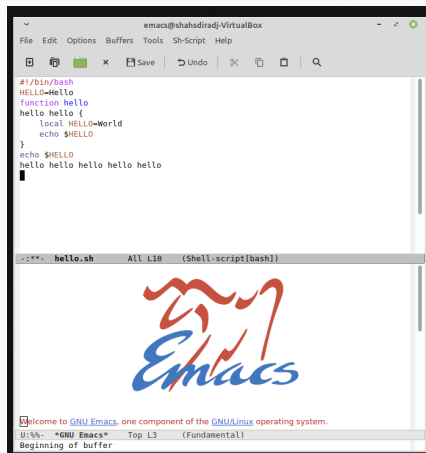 emacs@shahsdiradj-VirtualBox
File Edit Options Buffers Tools Sh-Script Help
Save Undo
#!/bin/bash
HELLO=Hello
function hello
hello hello {
    local HELLO=World
    echo $HELLO
}
echo $HELLO
hello hello hello hello hello
-:**- hello.sh All L10 (Shell-script[bash])
Emacs
Welcome to GNU Emacs, one component of the GNU/Linux operating system.
U:%%- *GNU Emacs* Top L3 (Fundamental)
Beginning of buffer